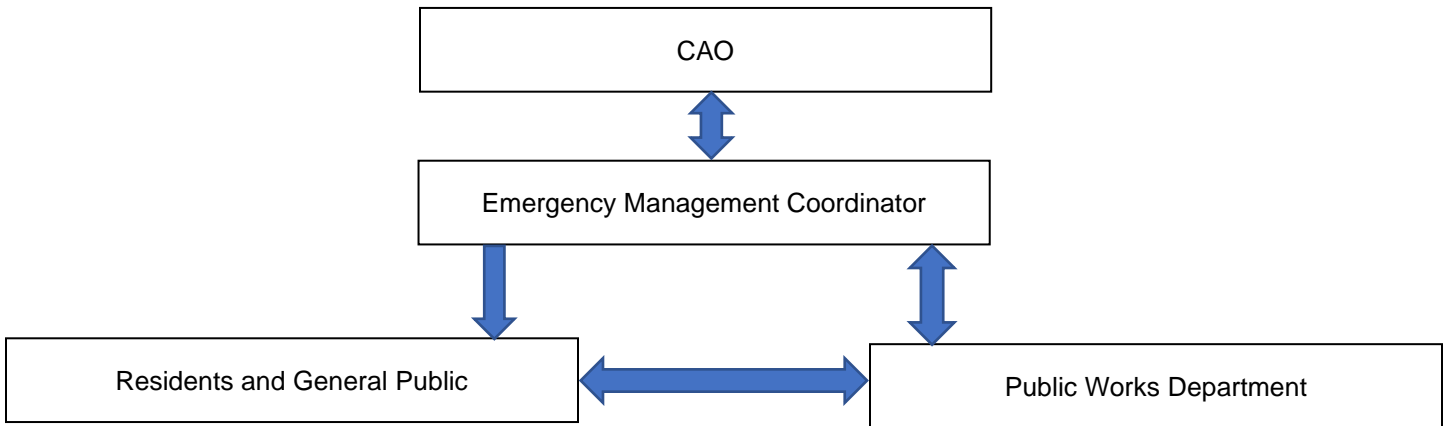 CAO
Emergency Management Coordinator
Residents and General Public
Public Works Department